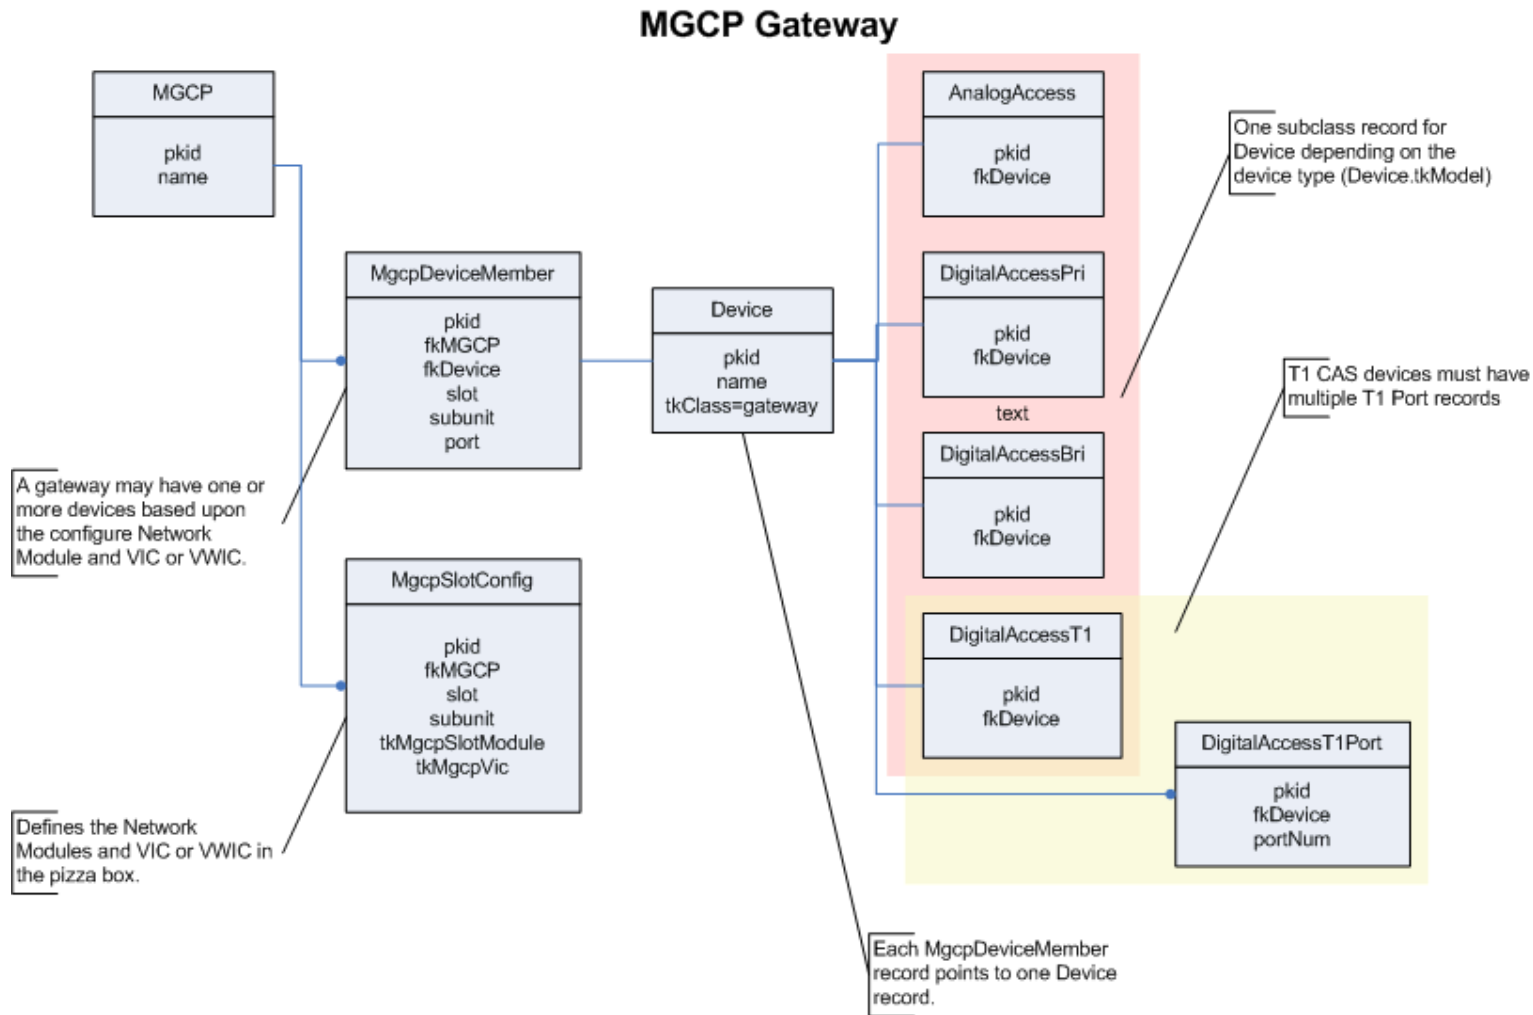 MGCP Gateway
MGCP
pkid
name
MgcpDeviceMember
pkid
fkMGCP
fkDevice
slot
subunit
port
A gateway may have one or
more devices based upon
the configure Network
Module and VIC or VWIC.
MgcpSlotConfig
pkid
fkMGCP
slot
subunit
tkMgcpSlotModule
tkMgcpVic
Defines the Network
Modules and VIC or VWIC in
the pizza box.
Device
pkid
name
tkClass=gateway
Each MgcpDeviceMember
record points to one Device
record.
AnalogAccess
pkid
fkDevice
DigitalAccessPri
pkid
fkDevice
text
DigitalAccessBri
pkid
fkDevice
DigitalAccessT1
pkid
fkDevice
DigitalAccessT1Port
pkid
fkDevice
portNum
One subclass record for
Device depending on the
device type (Device.tkModel)
T1 CAS devices must have
multiple T1 Port records